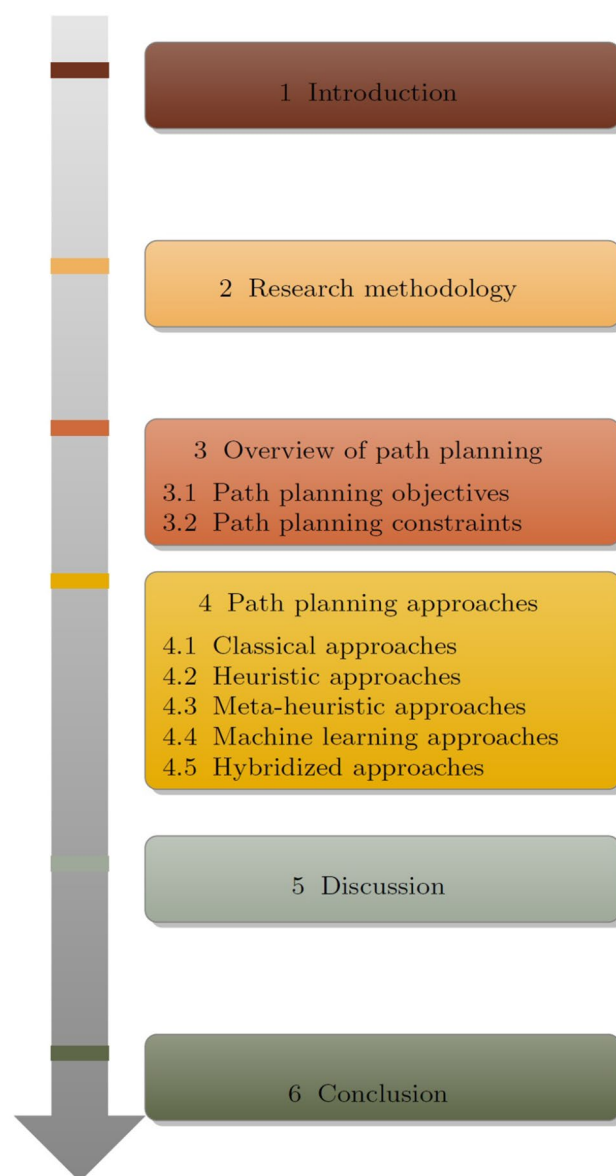 1 Introduction
2 Research methodology
3 Overview of path planning
3.1 Path planning objectives
3.2 Path planning constraints
4 Path planning approaches
4.1 Classical approaches
4.2 Heuristic approaches
4.3 Meta-heuristic approaches
4.4 Machine learning approaches
4.5 Hybridized approaches
5 Discussion
6 Conclusion